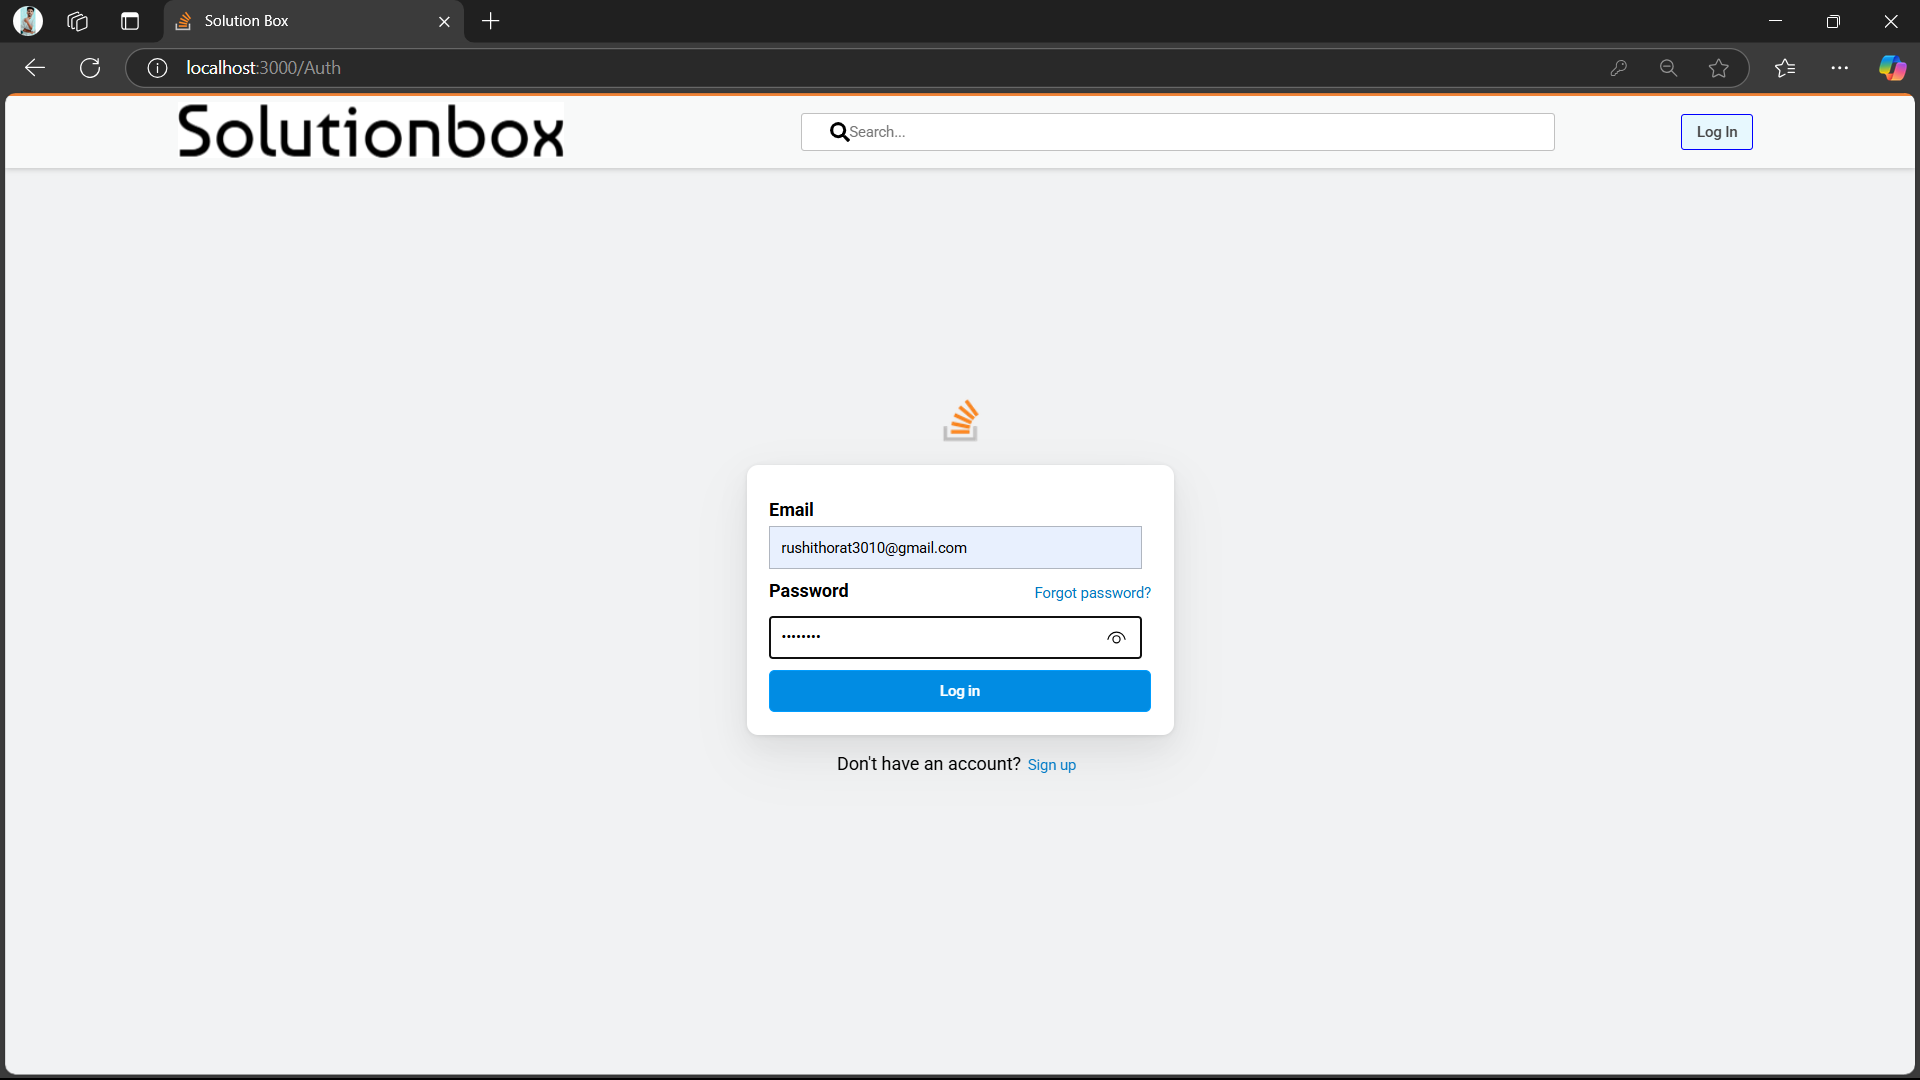 Solution Box
localhost:3000/Auth
Solutionbox
Search...
Log In
Email
rushithorat3010@gmail.com
Password
Forgot password?
••••••••
Log in
Don't have an account? Sign up